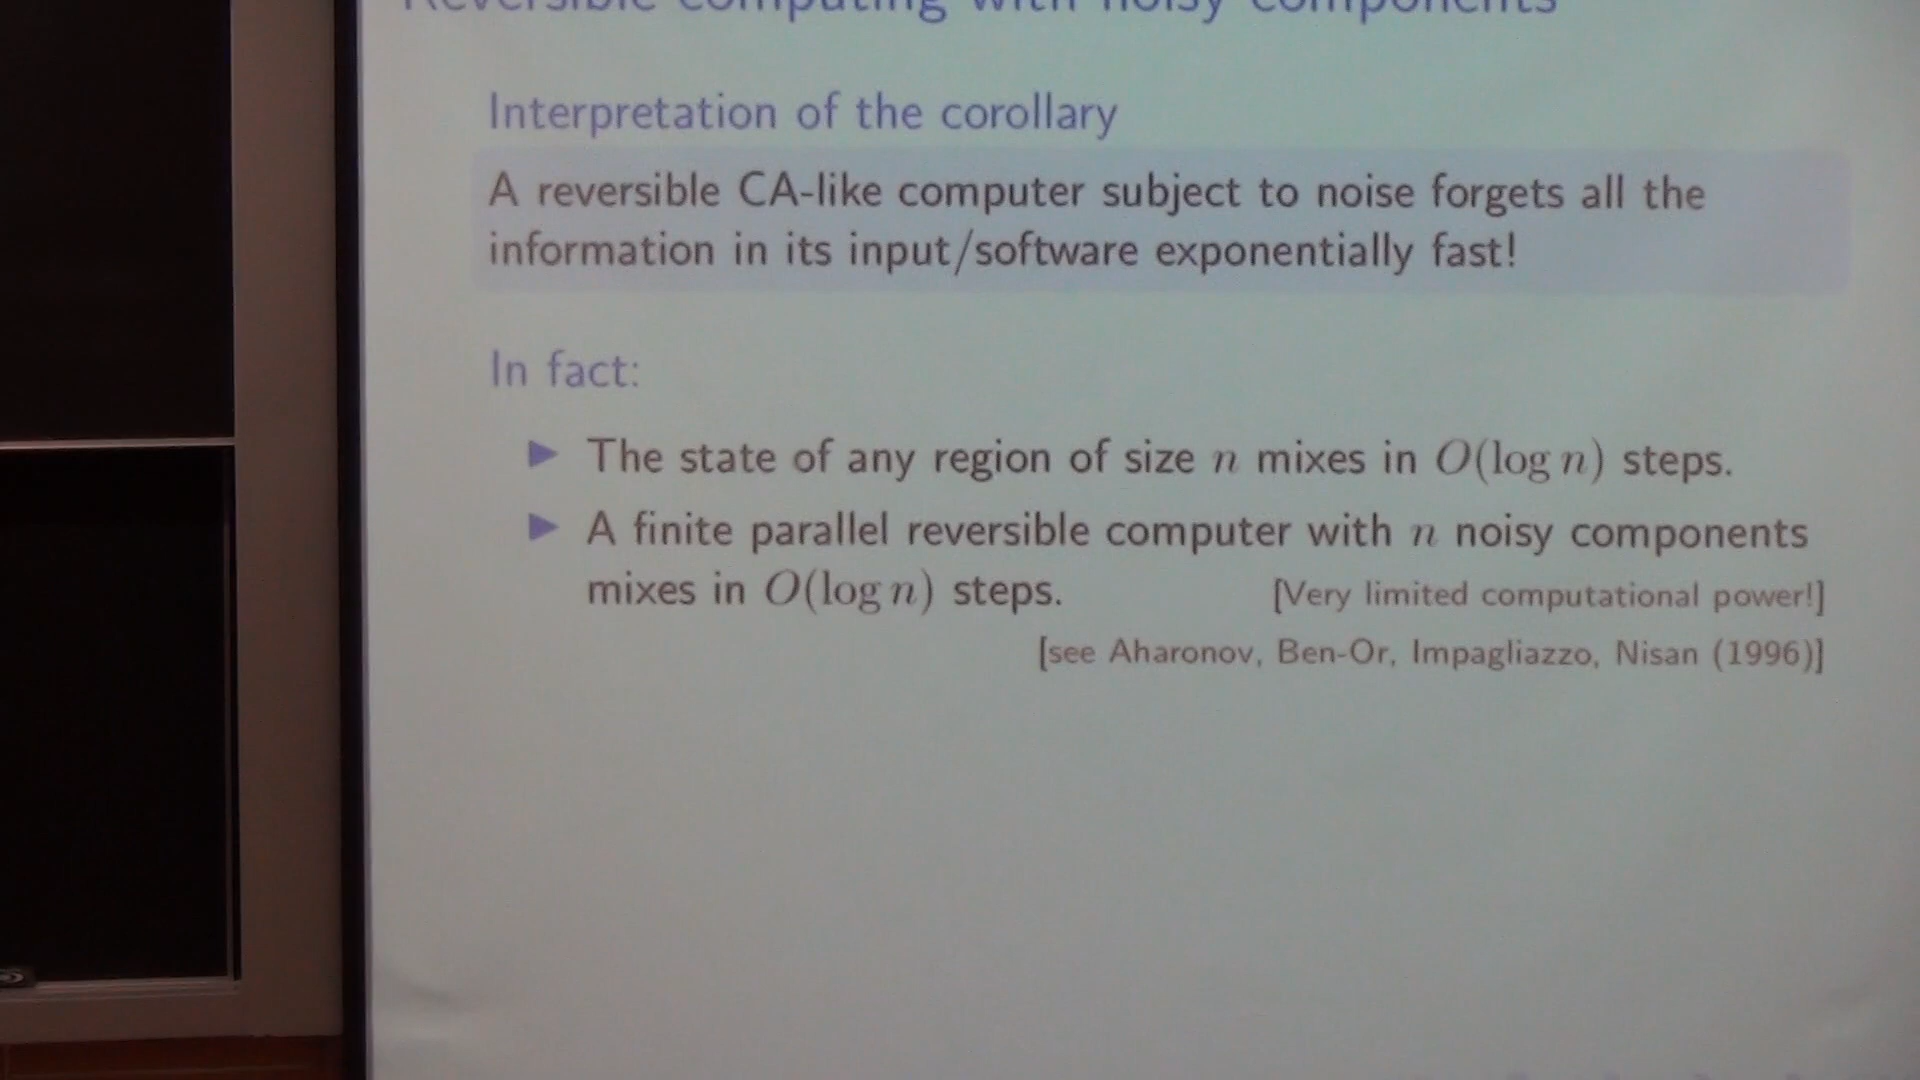 Reversible computing with noisy components
Interpretation of the corollary
A reversible CA-like computer subject to noise forgets all the
information in its input/software exponentially fast!
In fact:
▶ The state of any region of size n mixes in O(log n) steps.
▶ A finite parallel reversible computer with n noisy components
mixes in O(log n) steps. [Very limited computational power!]
[see Aharonov, Ben-Or, Impagliazzo, Nisan (1996)]